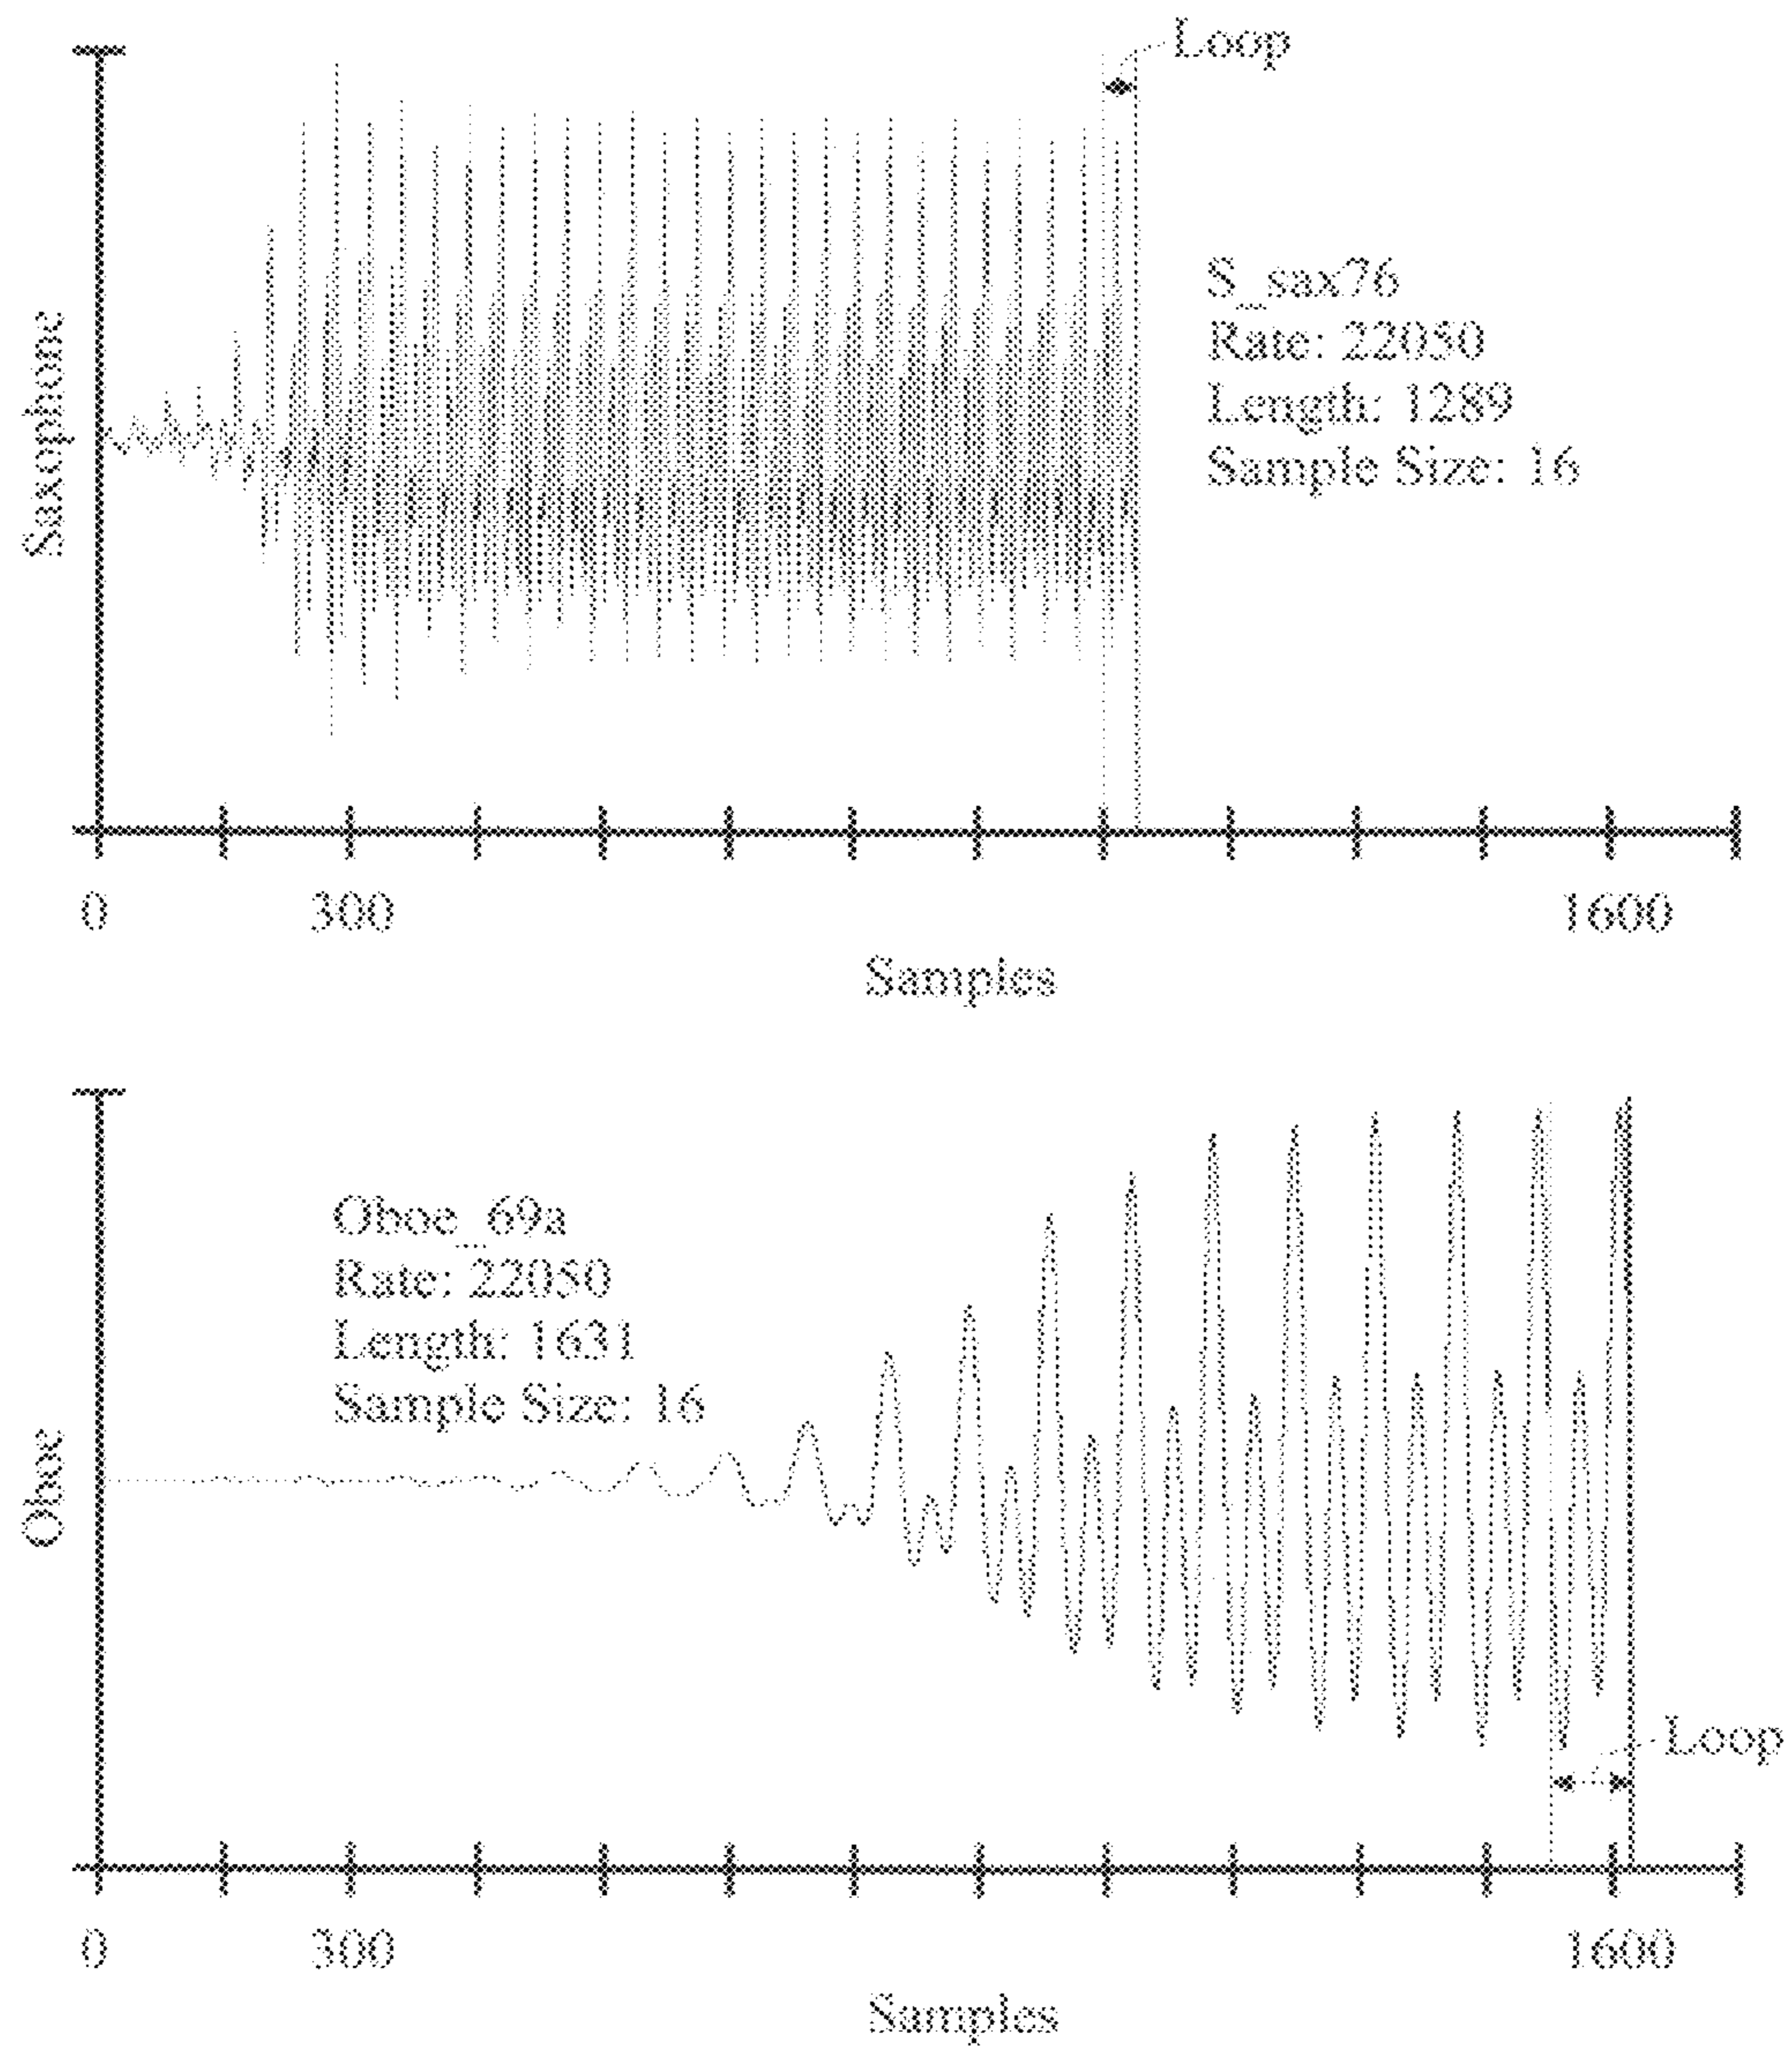 Loop
Saxophone
S_sax76
Rate: 22050
Length: 1289
Sample Size: 16
0 300 1600
Samples
Oboe
Oboe_69a
Rate: 22050
Length: 1631
Sample Size: 16
Loop
0 300 1600
Samples